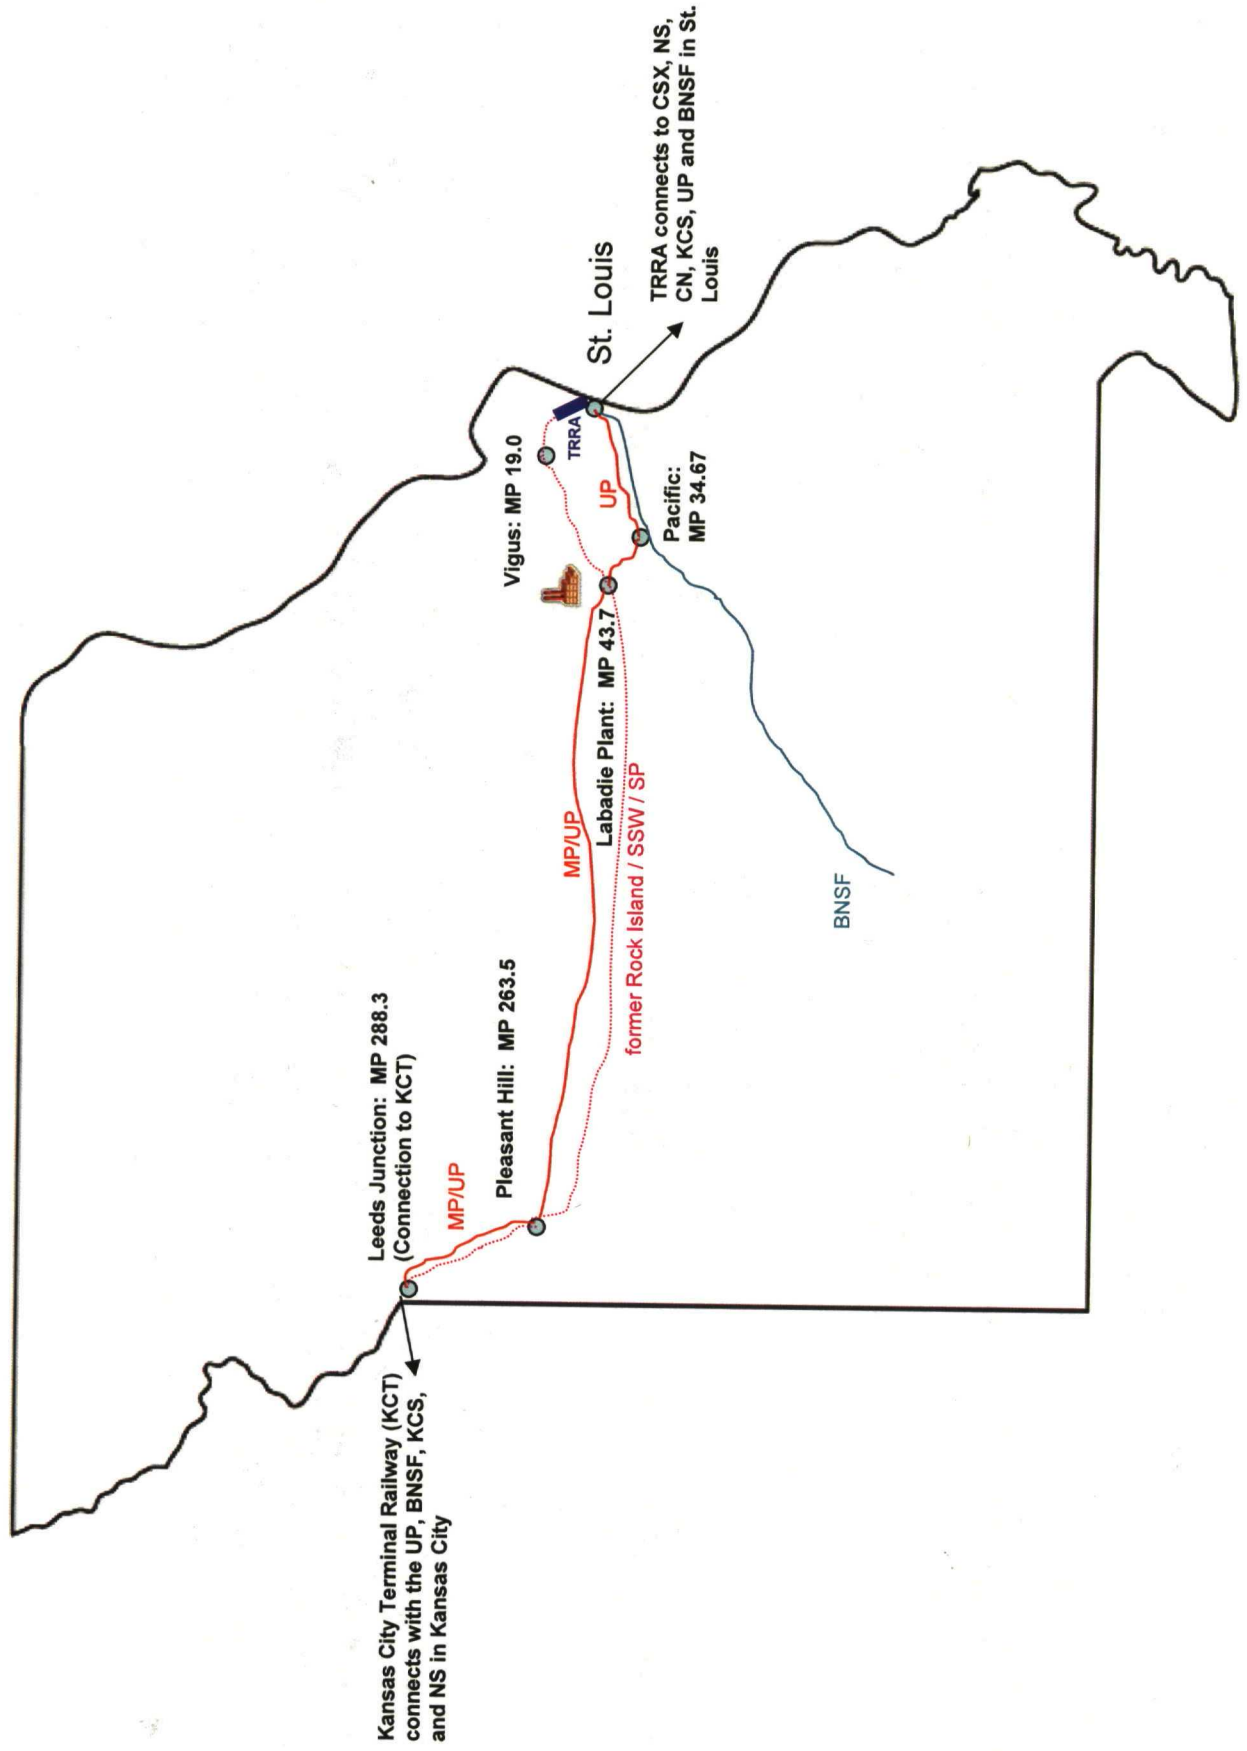 Kansas City Terminal Railway (KCT)
connects with the UP, BNSF, KCS,
and NS in Kansas City
Leeds Junction: MP 288.3
(Connection to KCT)
MP/UP
Pleasant Hill: MP 263.5
MP/UP
former Rock Island / SSW / SP
Labadie Plant: MP 43.7
BNSF
Vigus: MP 19.0
UP
Pacific:
MP 34.67
TRRA
St. Louis
TRRA connects to CSX, NS,
CN, KCS, UP and BNSF in St.
Louis